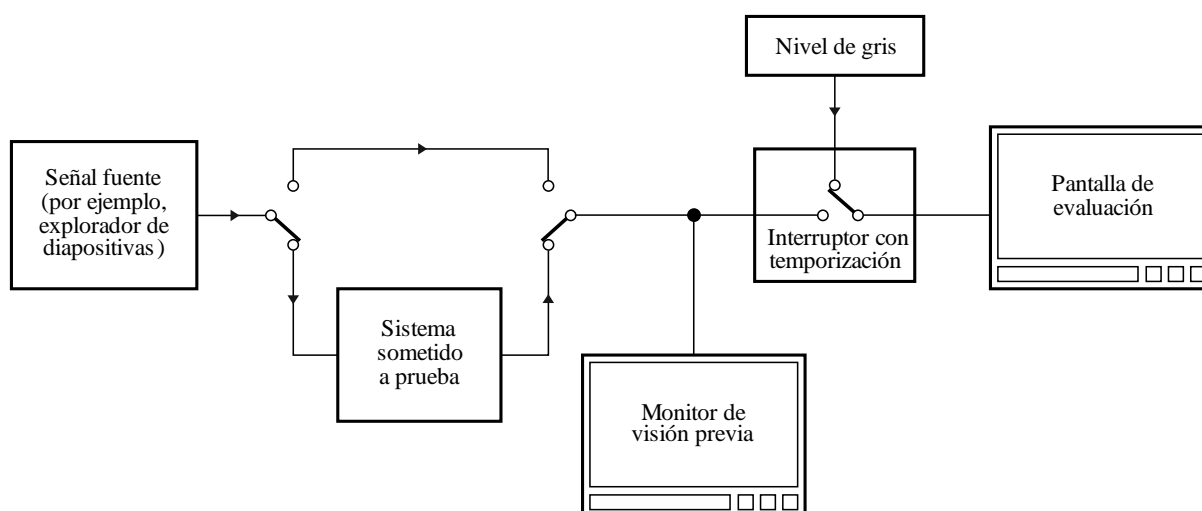 Nivel de gris
Señal fuente
(por ejemplo,
explorador de
diapositivas )
Pantalla de
evaluación
Interruptor con
temporización
Sistema
sometido
a prueba
Monitor de
visión previa